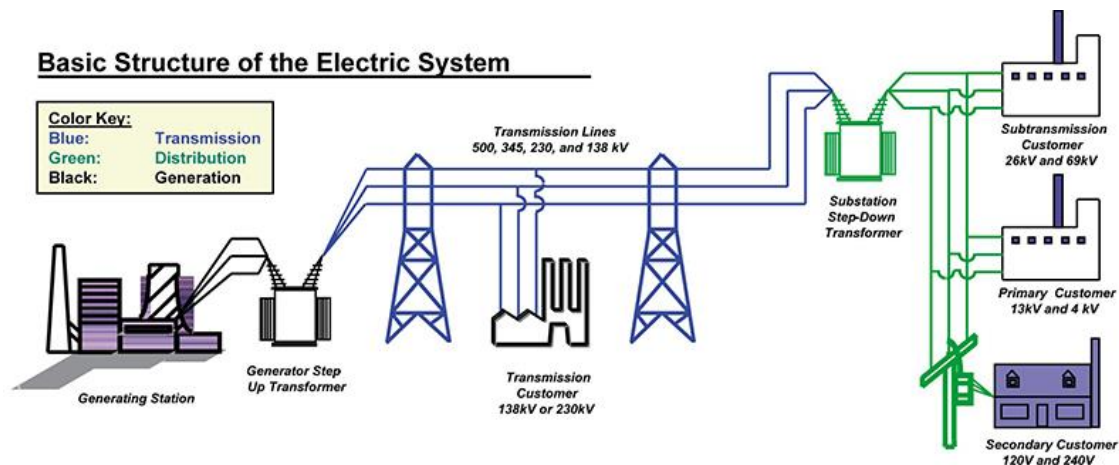 Basic Structure of the Electric System
Color Key:
Blue: Transmission
Green: Distribution
Black: Generation
Transmission Lines
500, 345, 230, and 138 kV
Substation
Step-Down
Transformer
Subtransmission
Customer
26kV and 69kV
Primary Customer
13kV and 4 kV
Secondary Customer
120V and 240V
Generating Station
Generator Step
Up Transformer
Transmission
Customer
138kV or 230kV